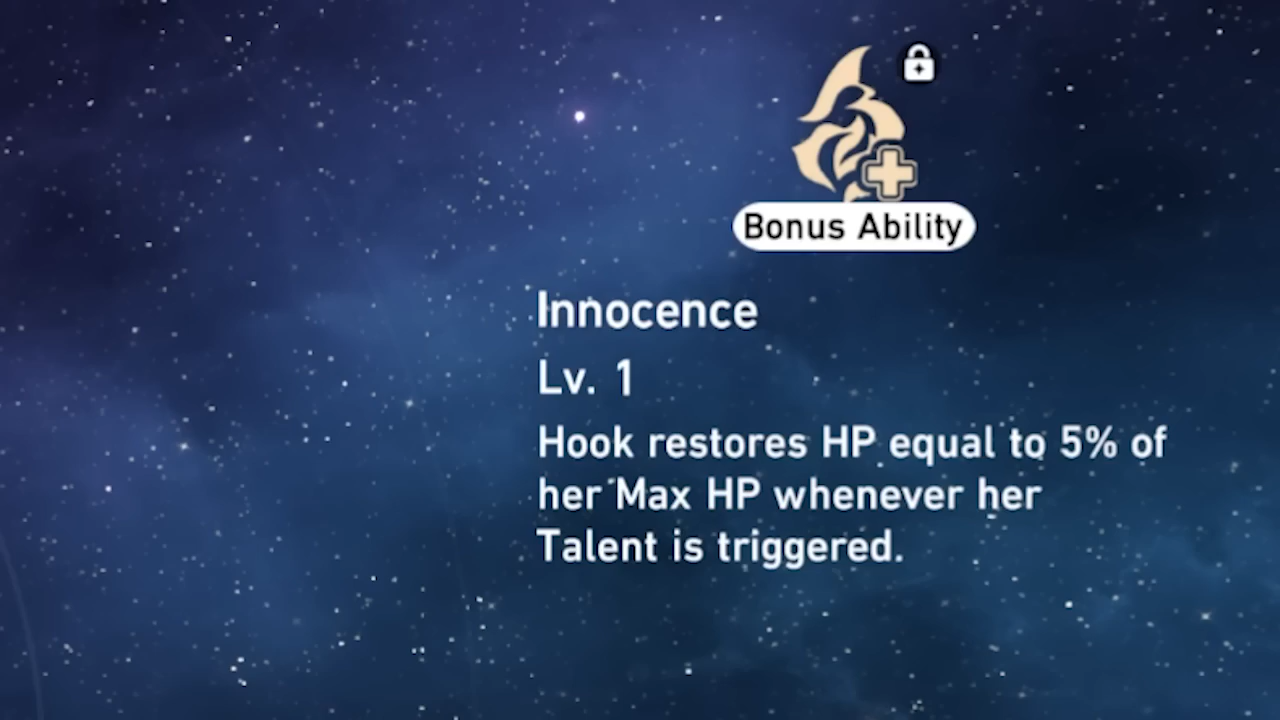 Bonus Ability
Innocence
Lv. 1
Hook restores HP equal to 5% of
her Max HP whenever her
Talent is triggered.